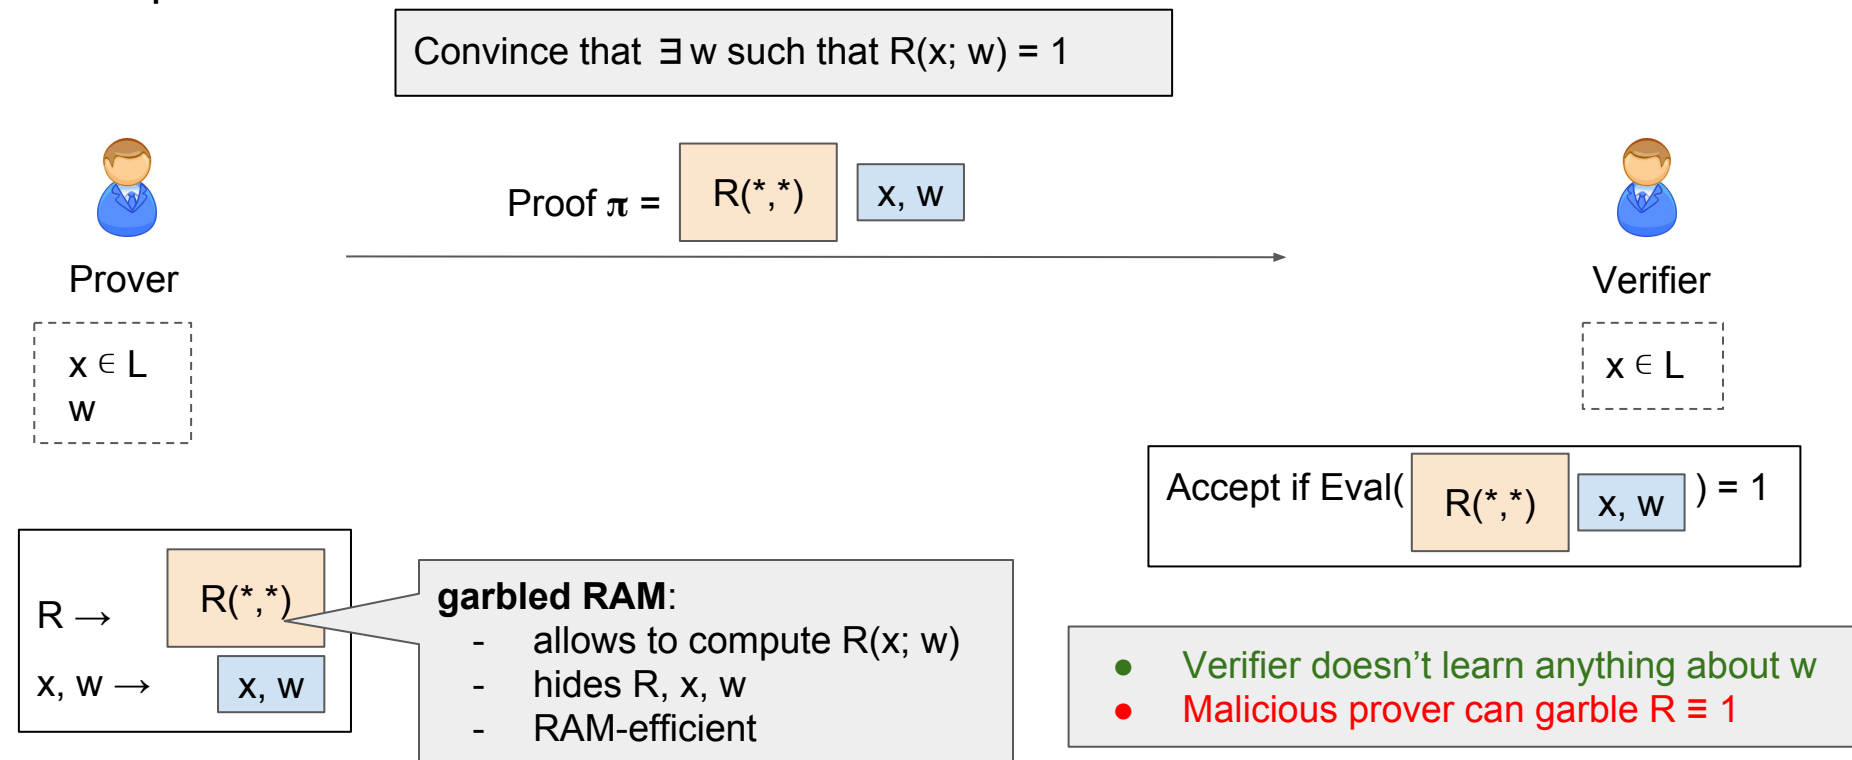 Convince that ∃ w such that R(x; w) = 1
Proof π = R(*,*) x, w
Prover
Verifier
x ∈ L
w
x ∈ L
Accept if Eval( R(*,*) x, w ) = 1
R → R(*,*)
x, w → x, w
garbled RAM:
- allows to compute R(x; w)
- hides R, x, w
- RAM-efficient
● Verifier doesn’t learn anything about w
● Malicious prover can garble R ≡ 1